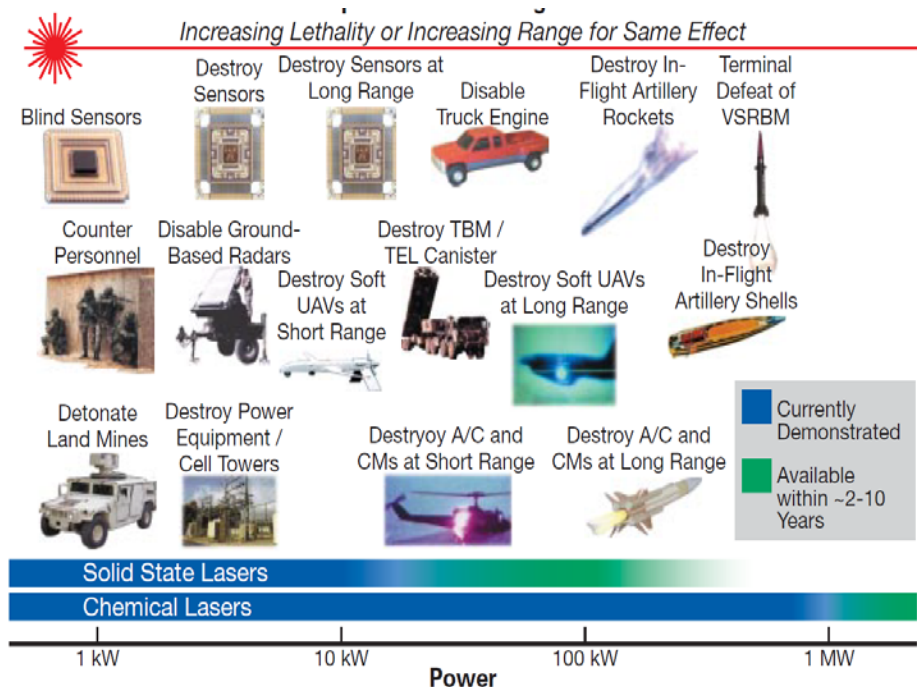 Increasing Lethality or Increasing Range for Same Effect
Blind Sensors
Destroy
Sensors
Destroy Sensors at
Long Range
Disable
Truck Engine
Destroy In-
Flight Artillery
Rockets
Terminal
Defeat of
VSRBM
Counter
Personnel
Disable Ground-
Based Radars
Destroy Soft
UAVs at
Short Range
Destroy TBM /
TEL Canister
Destroy Soft UAVs
at Long Range
Destroy
In-Flight
Artillery Shells
Detonate
Land Mines
Destroy Power
Equipment /
Cell Towers
Destryoy A/C and
CMs at Short Range
Destroy A/C and
CMs at Long Range
Currently
Demonstrated
Available
within ~2-10
Years
Solid State Lasers
Chemical Lasers
1 kW
10 kW
100 kW
1 MW
Power